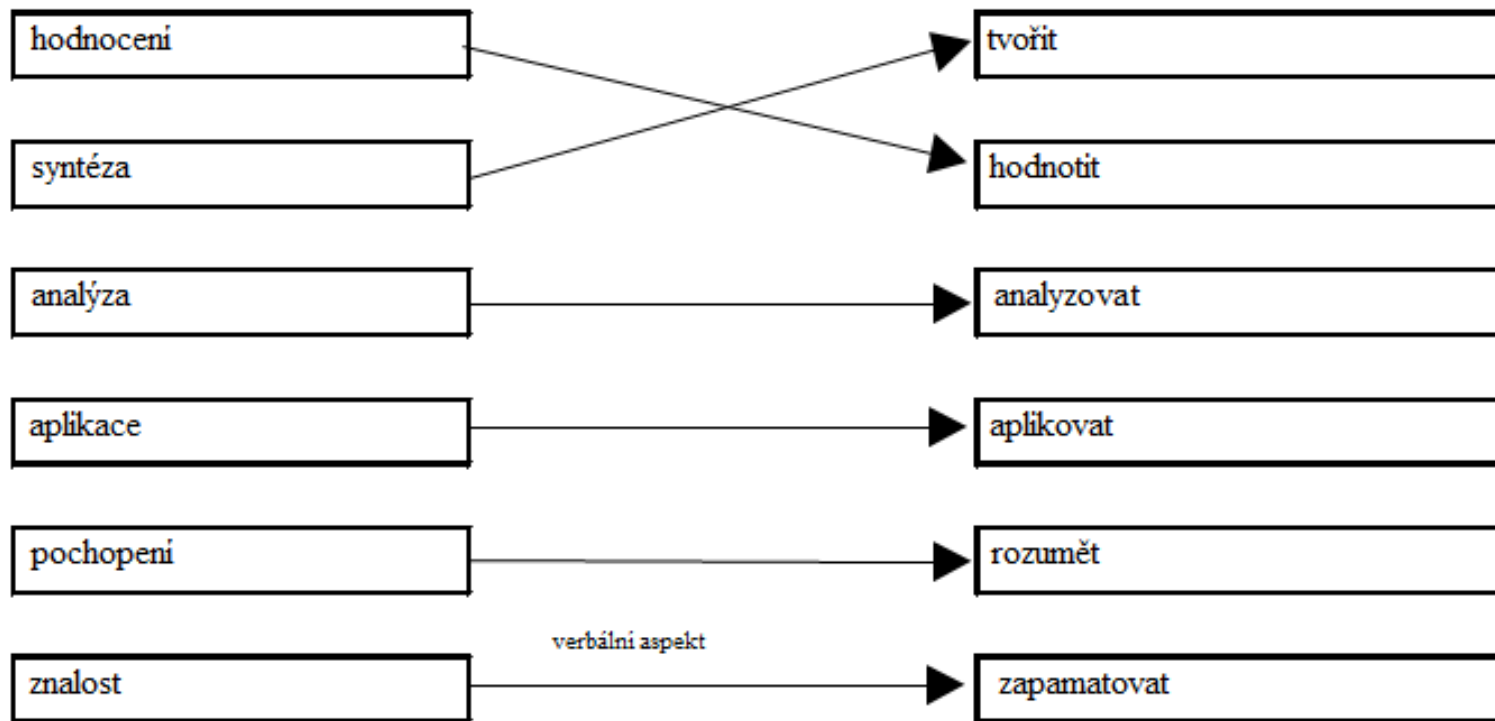 hodnocení
tvořit
syntéza
hodnotit
analýza
analyzovat
aplikace
aplikovat
pochopení
rozumět
verbální aspekt
znalost
zapamatovat